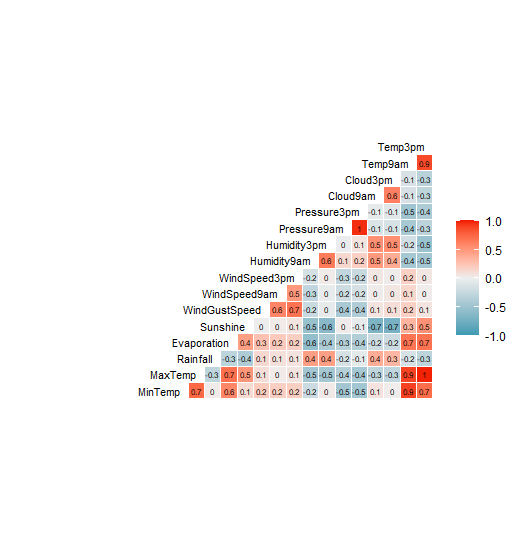 Temp3pm
Temp9am 0.9
Cloud3pm -0.1 -0.3
Cloud9am 0.6 -0.1 -0.3
Pressure3pm -0.1 -0.1 -0.5 -0.4
Pressure9am 1 -0.1 -0.1 -0.4 -0.3
Humidity3pm 0 0.1 0.5 0.5 -0.2 -0.5
Humidity9am 0.6 0.1 0.2 0.5 0.4 -0.4 -0.5
WindSpeed3pm -0.2 0 -0.3 -0.2 0 0 0.2 0
WindSpeed9am 0.5 -0.3 0 -0.2 -0.2 0 0 0.1 0
WindGustSpeed 0.6 0.7 -0.2 0 -0.4 -0.4 0.1 0.1 0.2 0.1
Sunshine 0 0 0.1 -0.5 -0.6 0 -0.1 -0.7 -0.7 0.3 0.5
Evaporation 0.4 0.3 0.2 0.2 -0.6 -0.4 -0.3 -0.4 -0.2 -0.2 0.7 0.7
Rainfall -0.3 -0.4 0.1 0.1 0.1 0.4 0.4 -0.2 -0.1 0.4 0.3 -0.2 -0.3
MaxTemp -0.3 0.7 0.5 0.1 0 0.1 -0.5 -0.5 -0.4 -0.4 -0.3 -0.3 0.9 1
MinTemp 0.7 0 0.6 0.1 0.2 0.2 0.2 -0.2 0 -0.5 -0.5 0.1 0 0.9 0.7
1.0
0.5
0.0
-0.5
-1.0